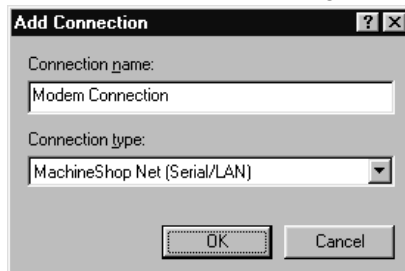 Add Connection
Connection name:
Modem Connection
Connection type:
MachineShop Net (Serial/LAN)
OK Cancel